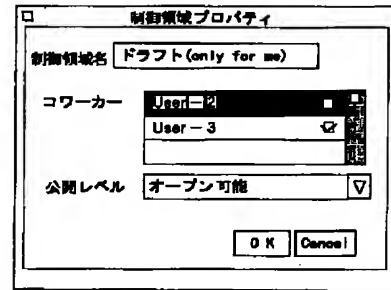 制御領域プロパティ
制御領域名 ドラフト(only for me)
コワーカー User－2
User－3
公開レベル オープン可能
OK Cancel